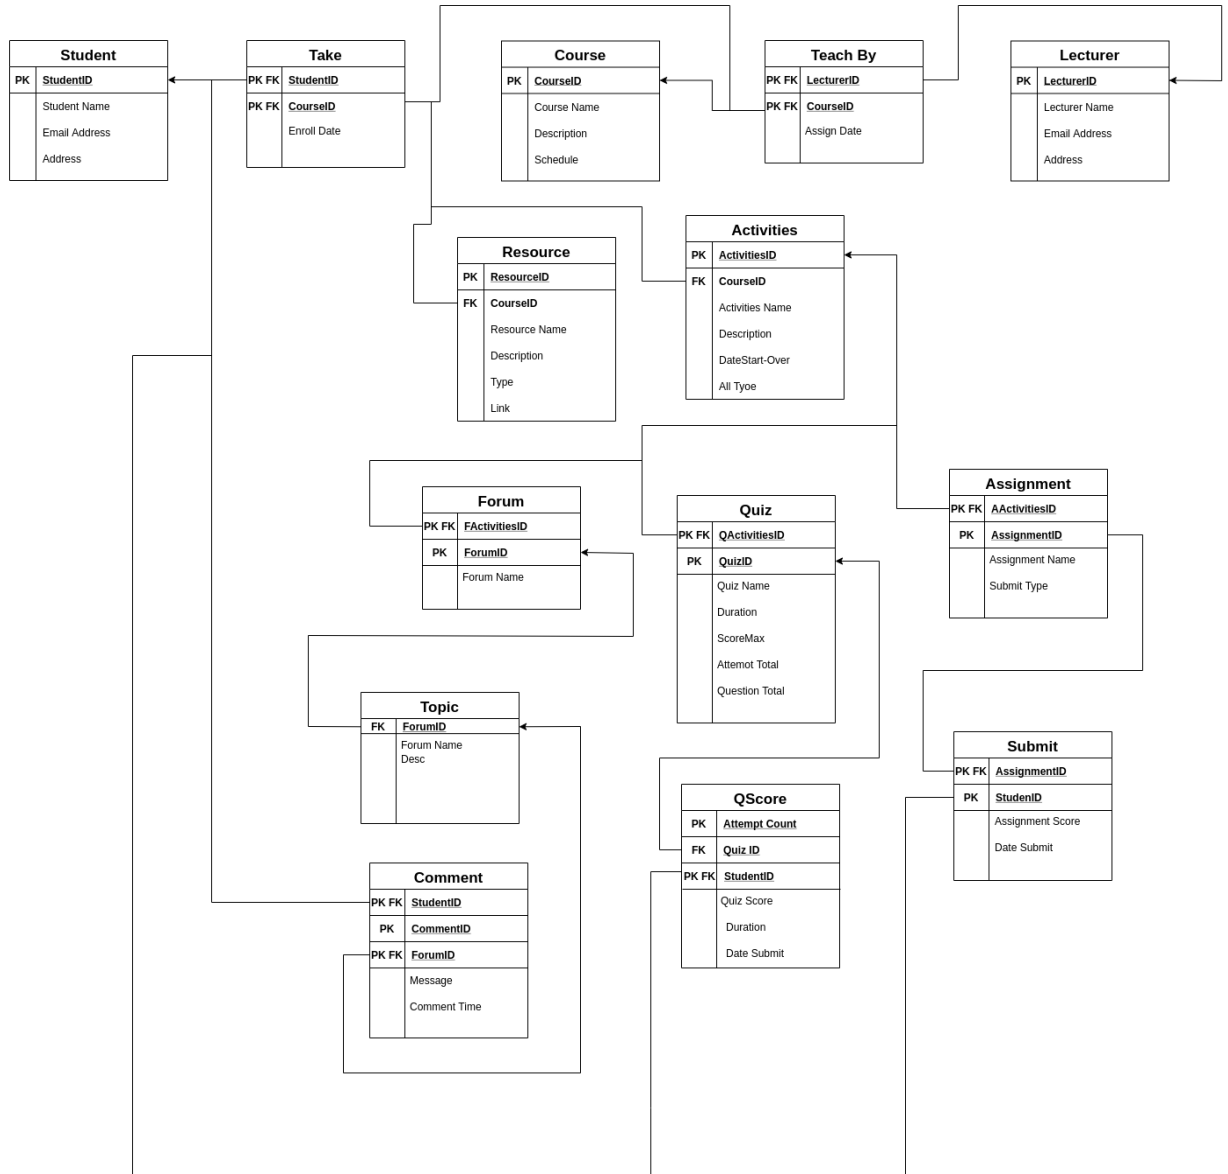 Student
PK StudentID
Student Name
Email Address
Address
Take
PK FK StudentID
PK FK CourseID
Enroll Date
Course
PK CourseID
Course Name
Description
Schedule
Teach By
PK FK LecturerID
PK FK CourseID
Assign Date
Lecturer
PK LecturerID
Lecturer Name
Email Address
Address
Resource
PK ResourceID
FK CourseID
Resource Name
Description
Type
Link
Activities
PK ActivitiesID
FK CourseID
Activities Name
Description
DateStart-Over
All Tyoe
Forum
PK FK FActivitiesID
PK ForumID
Forum Name
Quiz
PK FK QActivitiesID
PK QuizID
Quiz Name
Duration
ScoreMax
Attemot Total
Question Total
Assignment
PK FK AActivitiesID
PK AssignmentID
Assignment Name
Submit Type
Topic
FK ForumID
Forum Name
Desc
QScore
PK Attempt Count
FK Quiz ID
PK FK StudentID
Quiz Score
Duration
Date Submit
Submit
PK FK AssignmentID
PK StudenID
Assignment Score
Date Submit
Comment
PK FK StudentID
PK CommentID
PK FK ForumID
Message
Comment Time